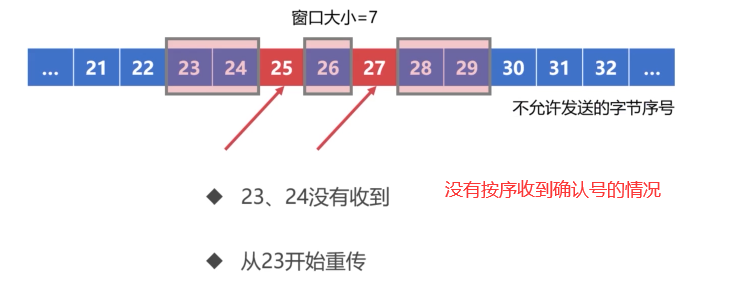 窗口大小=7
... 21 22 23 24 25 26 27 28 29 30 31 32 ...
不允许发送的字节序号
◆ 23、24没有收到
没有按序收到确认号的情况
◆ 从23开始重传